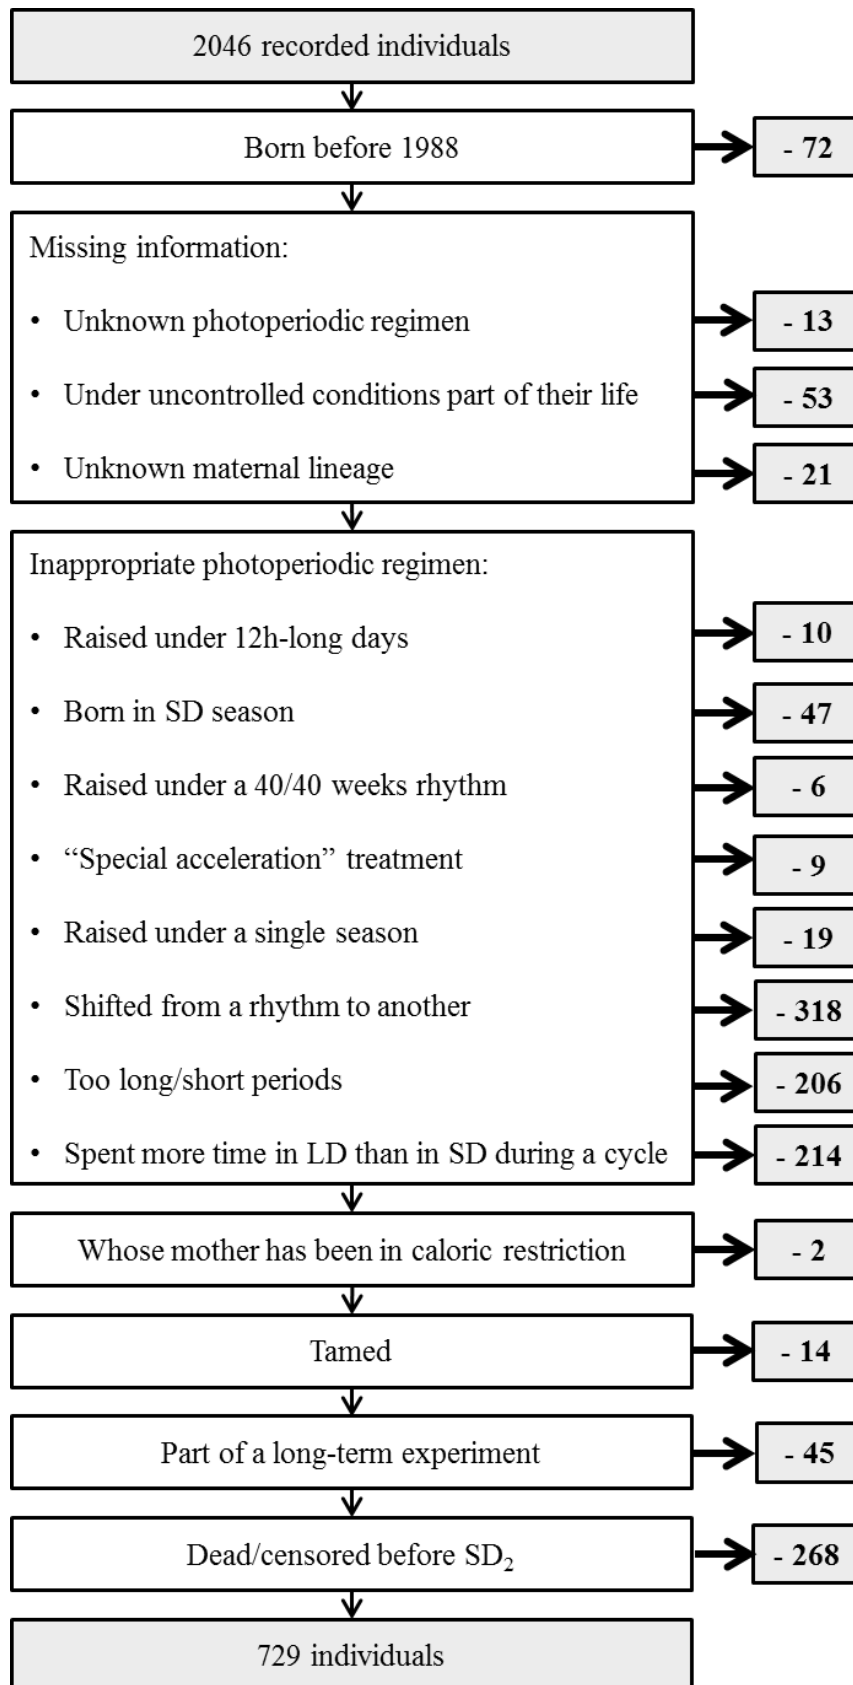 2046 recorded individuals
Born before 1988
- 72
Missing information:
• Unknown photoperiodic regimen
- 13
• Under uncontrolled conditions part of their life
- 53
• Unknown maternal lineage
- 21
Inappropriate photoperiodic regimen:
• Raised under 12h-long days
- 10
• Born in SD season
- 47
• Raised under a 40/40 weeks rhythm
- 6
• “Special acceleration” treatment
- 9
• Raised under a single season
- 19
• Shifted from a rhythm to another
- 318
• Too long/short periods
- 206
• Spent more time in LD than in SD during a cycle
- 214
Whose mother has been in caloric restriction
- 2
Tamed
- 14
Part of a long-term experiment
- 45
Dead/censored before SD₂
- 268
729 individuals